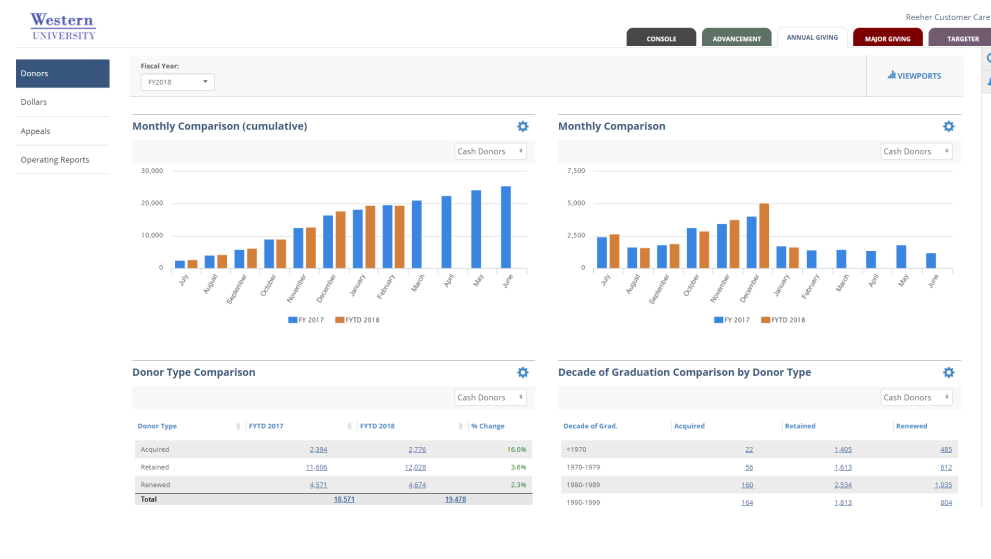 Western
UNIVERSITY
Reeher Customer Care
CONSOLE
ADVANCEMENT
ANNUAL GIVING
MAJOR GIVING
TARGETER
Donors
Dollars
Appeals
Operating Reports
Fiscal Year:
FY2018
VIEWPORTS
Monthly Comparison (cumulative)
Cash Donors
30,000
20,000
10,000
0
July
August
September
October
November
December
January
February
March
April
May
June
FY 2017
FYTD 2018
Monthly Comparison
Cash Donors
7,500
5,000
2,500
0
July
August
September
October
November
December
January
February
March
April
May
June
FY 2017
FYTD 2018
Donor Type Comparison
Cash Donors
Donor Type FYTD 2017 FYTD 2018 % Change
Acquired 2,394 2,776 16.0%
Retained 11,606 12,028 3.6%
Renewed 4,571 4,674 2.3%
Total 18,571 19,478
Decade of Graduation Comparison by Donor Type
Cash Donors
Decade of Grad. Acquired Retained Renewed
<1970 22 1,405 485
1970-1979 56 1,613 612
1980-1989 160 2,534 1,035
1990-1999 164 1,813 804